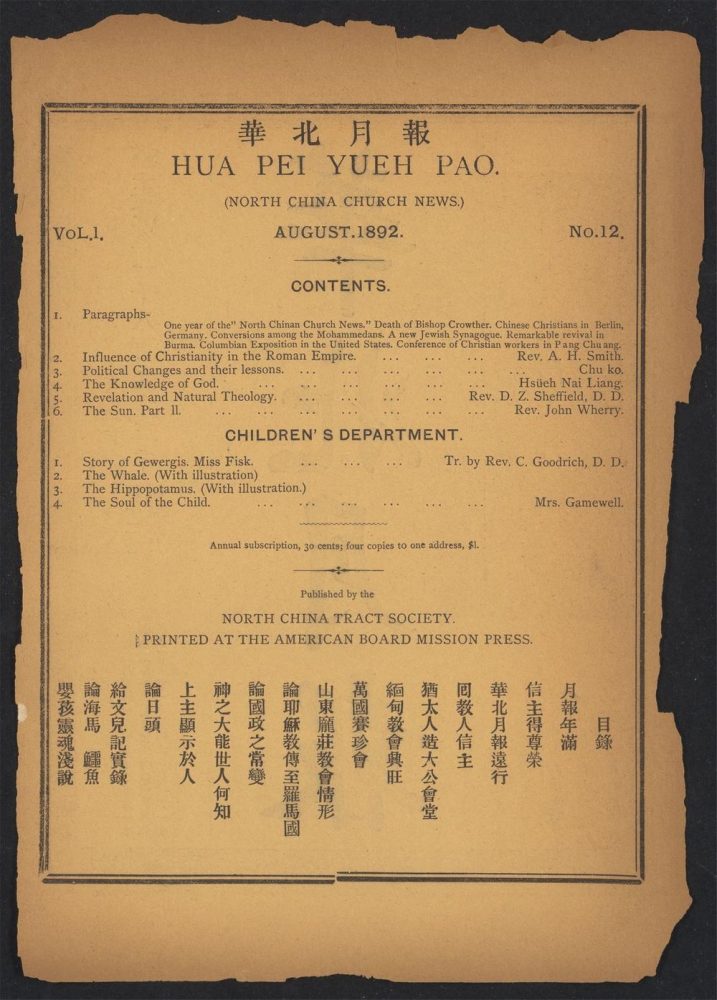 華北月報
HUA PEI YUEH PAO.
(NORTH CHINA CHURCH NEWS.)
VoL.1. AUGUST.1892. No.12.
CONTENTS.
1. Paragraphs-
One year of the" North Chinan Church News." Death of Bishop Crowther. Chinese Christians in Berlin,
Germany. Conversions among the Mohammedans. A new Jewish Synagogue. Remarkable revival in
Burma. Columbian Exposition in the United States. Conference of Christian workers in Pang Chuang.
2. Influence of Christianity in the Roman Empire. ... ... ... Rev. A. H. Smith.
3. Political Changes and their lessons. ... ... ... ... ... ... Chu ko.
4. The Knowledge of God. ... ... ... ... ... ... Hsüeh Nai Liang.
5. Revelation and Natural Theology. ... ... ... ... Rev. D. Z. Sheffield, D. D.
6. The Sun. Part ll. ... ... ... ... ... ... ... Rev. John Wherry.
CHILDREN' S DEPARTMENT.
1. Story of Gewergis. Miss Fisk. ... ... ... Tr. by Rev. C. Goodrich, D. D.
2. The Whale. (With illustration)
3. The Hippopotamus. (With illustration.)
4. The Soul of the Child. ... ... ... ... ... ... Mrs. Gamewell.
Annual subscription, 30 cents; four copies to one address, $1.
Published by the
NORTH CHINA TRACT SOCIETY.
PRINTED AT THE AMERICAN BOARD MISSION PRESS.
目錄
月報年滿
信主得尊榮
華北月報遠行
回教人信主
猶太人造大公會堂
緬甸教會興旺
萬國賽珍會
山東龐莊教會情形
論耶穌教傳至羅馬國
論國政之常變
神之大能世人何知
上主顯示於人
論日頭
給文兒記實錄
論海馬 鱷魚
嬰孩靈魂淺說